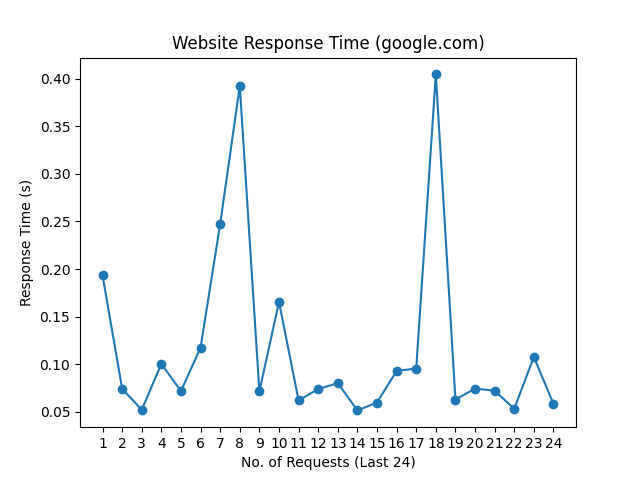 Website Response Time (google.com)
0.40
0.35
0.30
0.25
0.20
0.15
0.10
0.05
Response Time (s)
1 2 3 4 5 6 7 8 9 10 11 12 13 14 15 16 17 18 19 20 21 22 23 24
No. of Requests (Last 24)